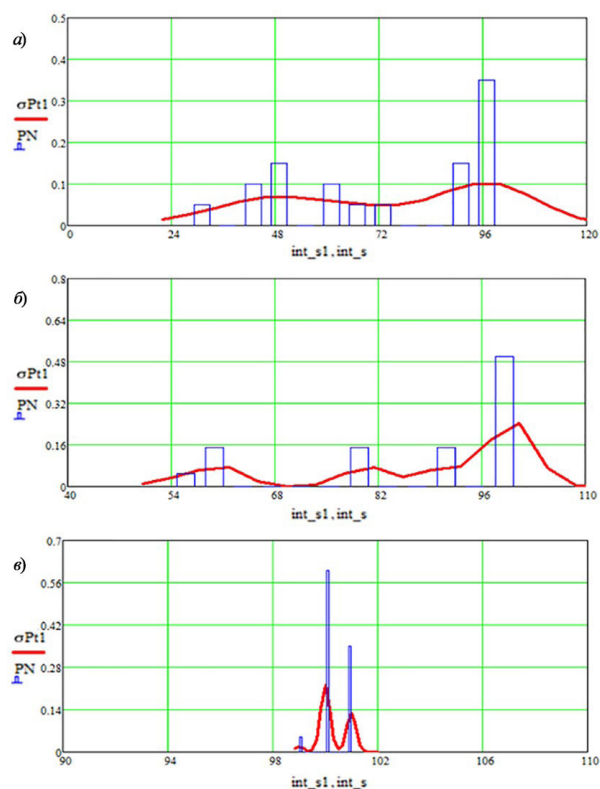 а)
0.5
0.4
0.3
0.2
0.1
0
σPt1
PN
0 24 48 72 96 120
int_s1, int_s
б)
0.8
0.64
0.48
0.32
0.16
0
σPt1
PN
40 54 68 82 96 110
int_s1, int_s
в)
0.7
0.56
0.42
0.28
0.14
0
σPt1
PN
90 94 98 102 106 110
int_s1, int_s